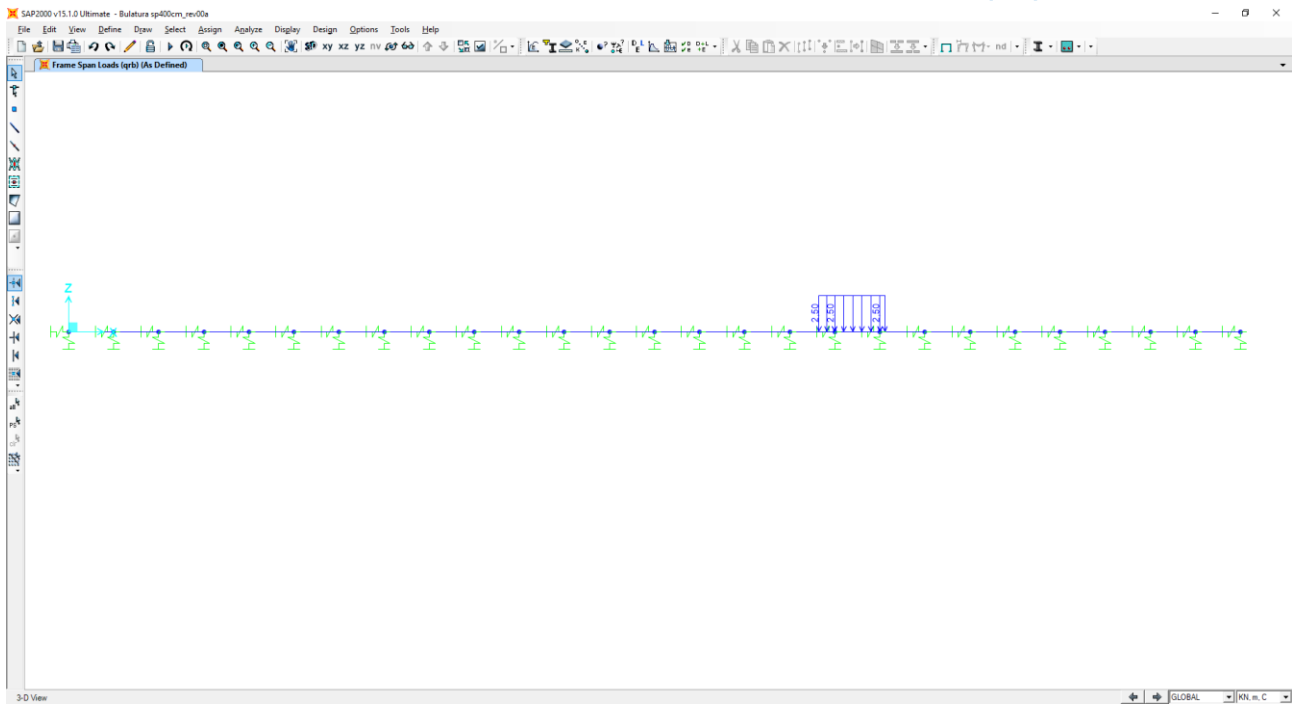 SAP2000 v15.1.0 Ultimate - Bulatura sp400cm_rev00a
File Edit View Define Draw Select Assign Analyze Display Design Options Tools Help
xy xz yz nv nd
Frame Span Loads (qrb) (As Defined)
Z
2.50 2.50 2.50
3-D View GLOBAL KN, m, C